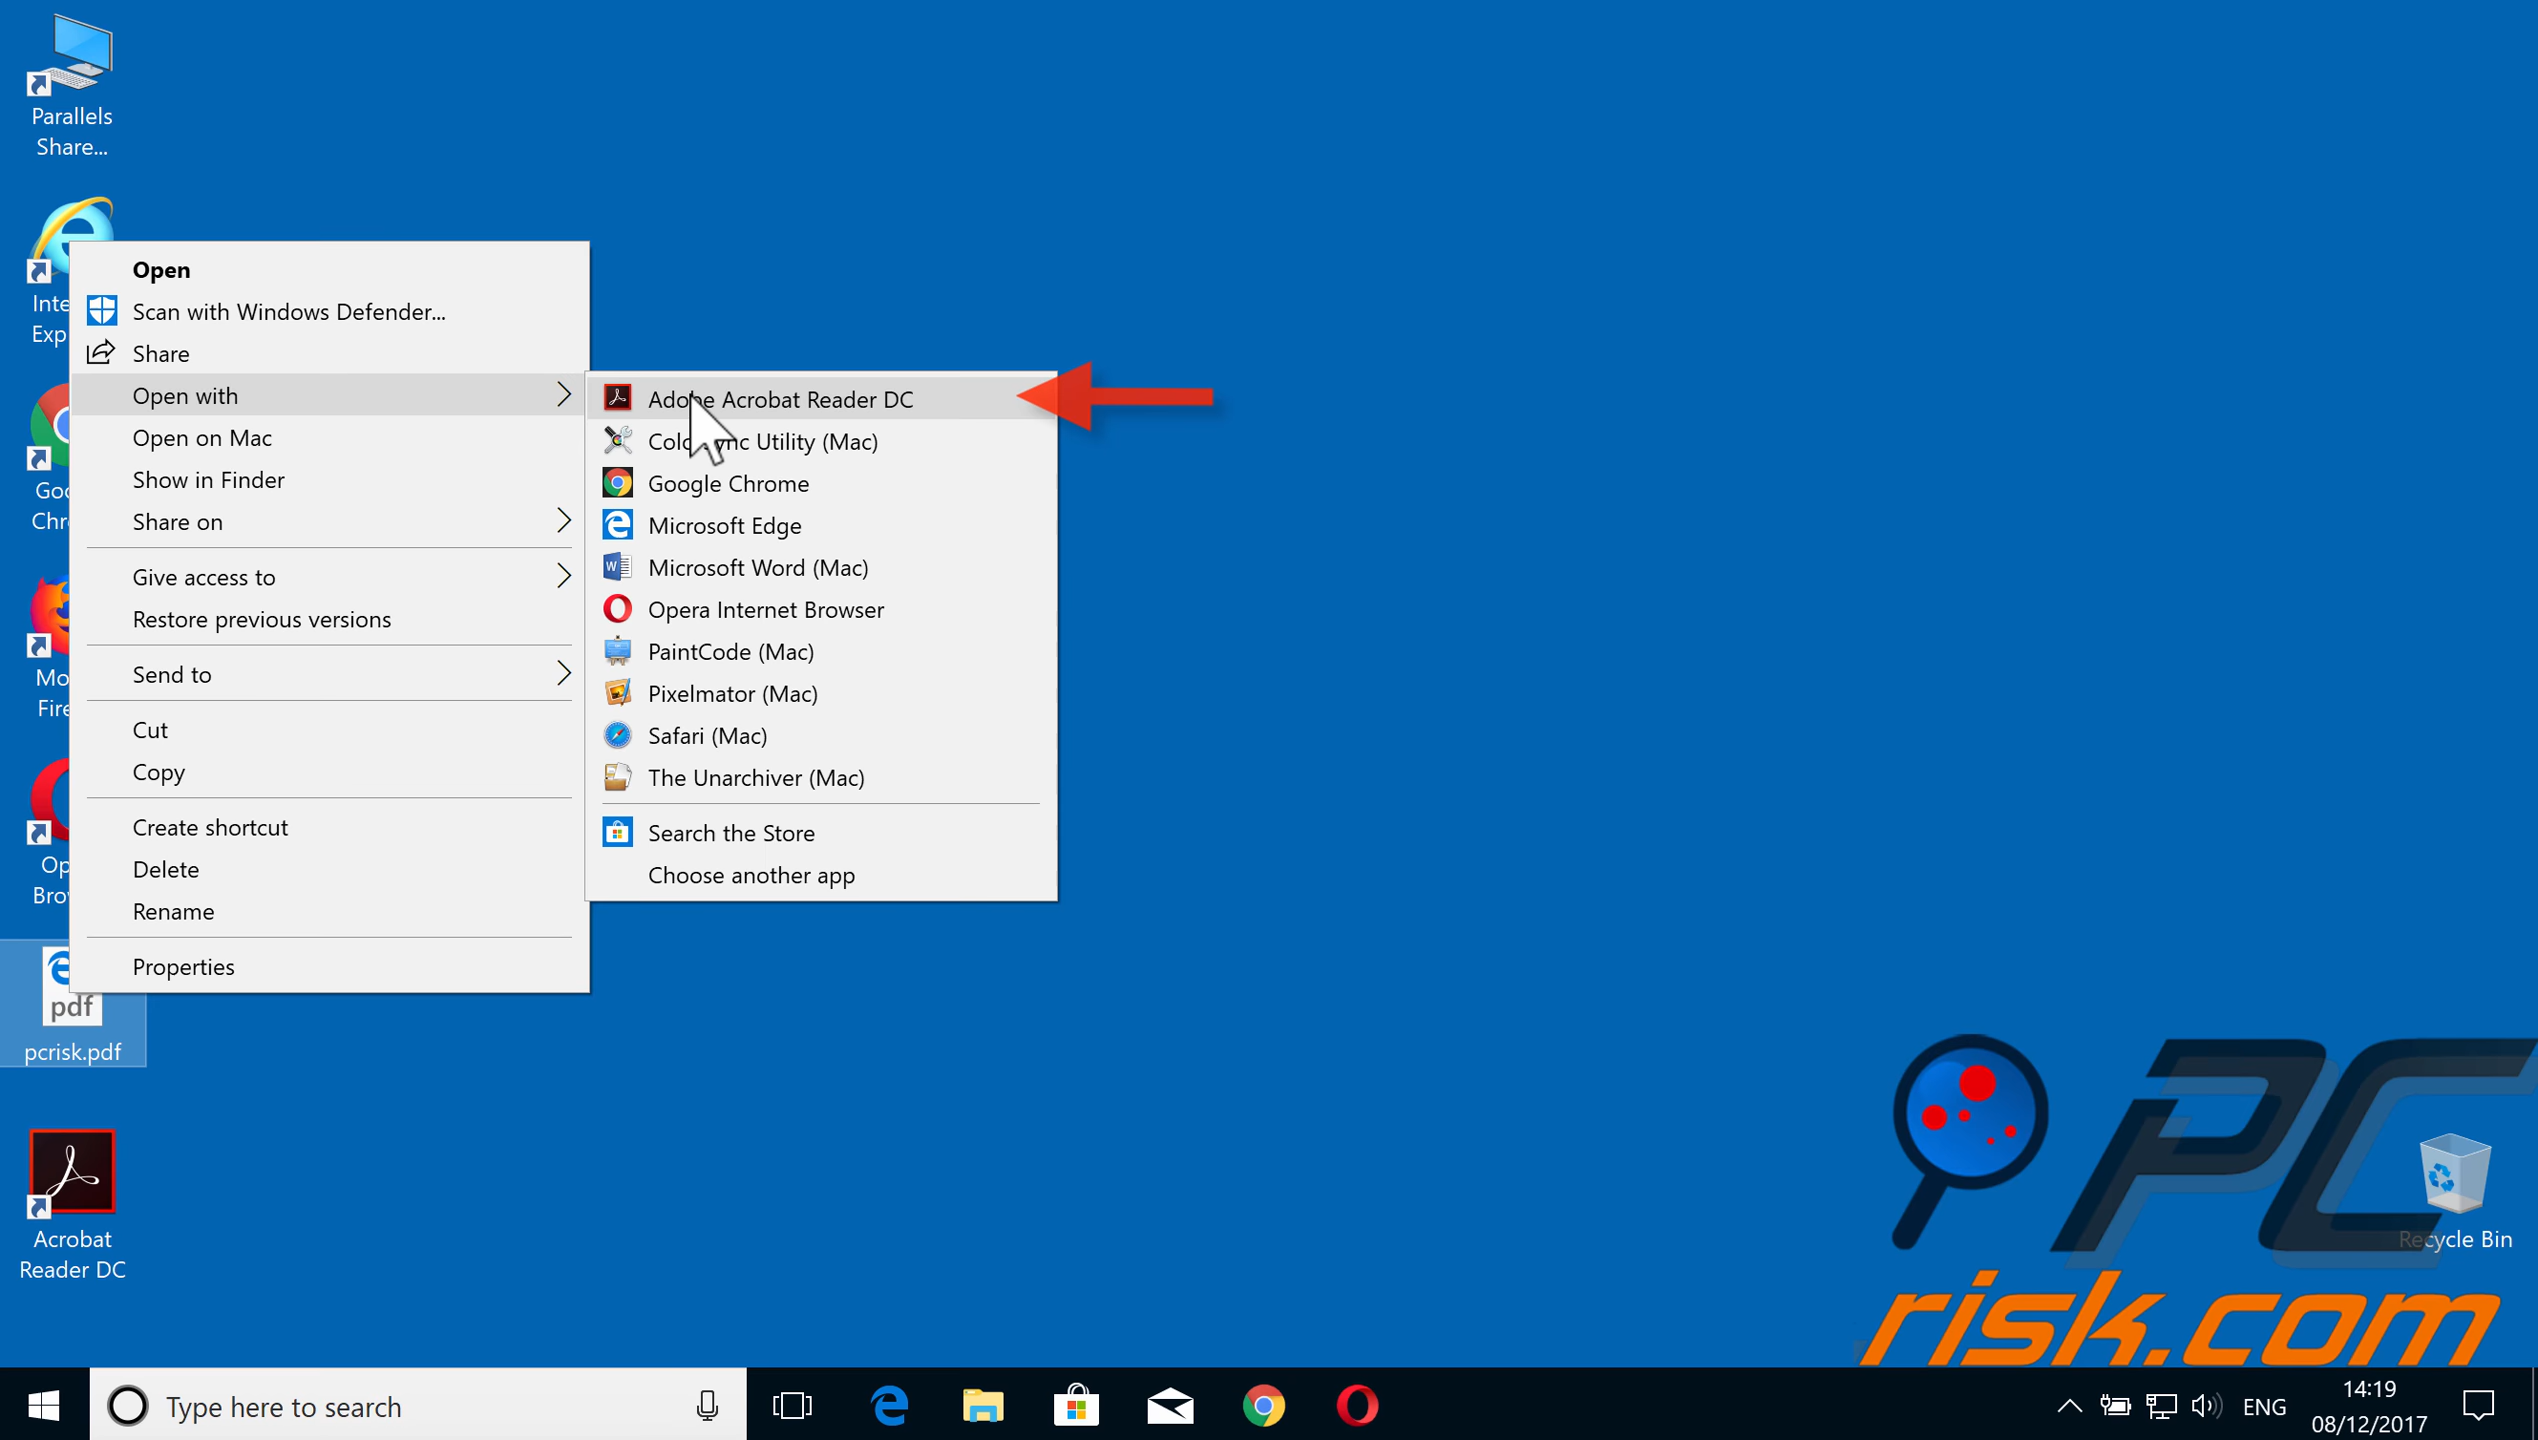 Parallels
Share...
Inte
Exp
Goo
Chr
Mo
Fire
Op
Brov
pdf
pcrisk.pdf
Acrobat
Reader DC
Open
Scan with Windows Defender...
Share
Open with
Open on Mac
Show in Finder
Share on
Give access to
Restore previous versions
Send to
Cut
Copy
Create shortcut
Delete
Rename
Properties
Adobe Acrobat Reader DC
ColorSync Utility (Mac)
Google Chrome
Microsoft Edge
Microsoft Word (Mac)
Opera Internet Browser
PaintCode (Mac)
Pixelmator (Mac)
Safari (Mac)
The Unarchiver (Mac)
Search the Store
Choose another app
PC
risk.com
Recycle Bin
Type here to search
ENG
14:19
08/12/2017